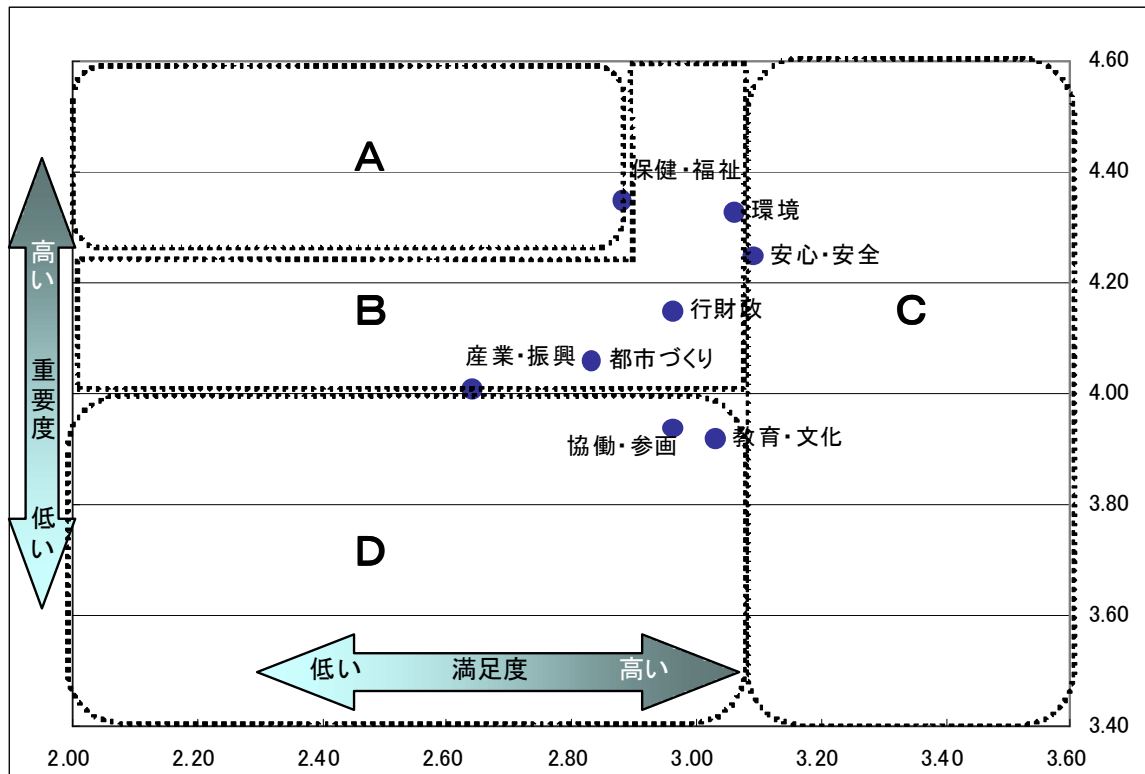 4.60
A
保健・福祉
4.40
環境
安心・安全
高い
4.20
B
行財政
C
産業・振興
都市づくり
重要度
4.00
協働・参画
教育・文化
3.80
低い
D
3.60
低い 満足度 高い
3.40
2.00 2.20 2.40 2.60 2.80 3.00 3.20 3.40 3.60